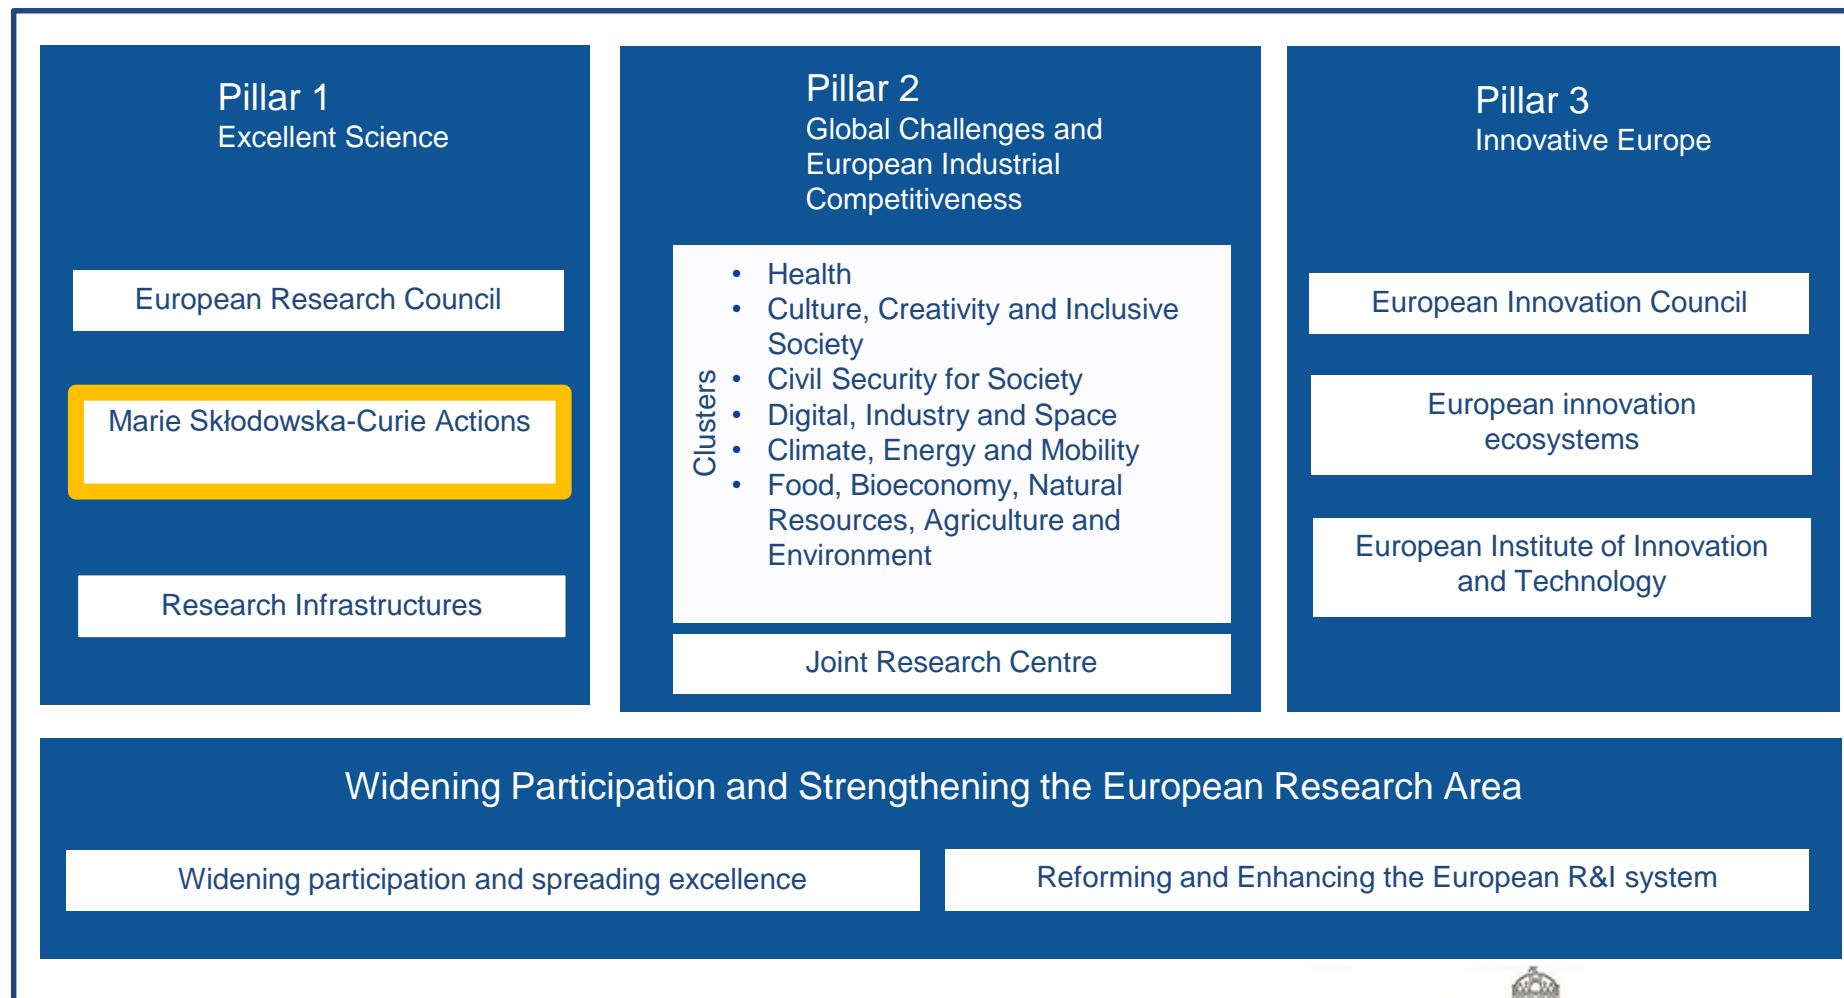 Pillar 1
Excellent Science
European Research Council
Marie Skłodowska-Curie Actions
Research Infrastructures
Pillar 2
Global Challenges and
European Industrial
Competitiveness
Clusters
• Health
• Culture, Creativity and Inclusive
Society
• Civil Security for Society
• Digital, Industry and Space
• Climate, Energy and Mobility
• Food, Bioeconomy, Natural
Resources, Agriculture and
Environment
Joint Research Centre
Pillar 3
Innovative Europe
European Innovation Council
European innovation
ecosystems
European Institute of Innovation
and Technology
Widening Participation and Strengthening the European Research Area
Widening participation and spreading excellence
Reforming and Enhancing the European R&I system